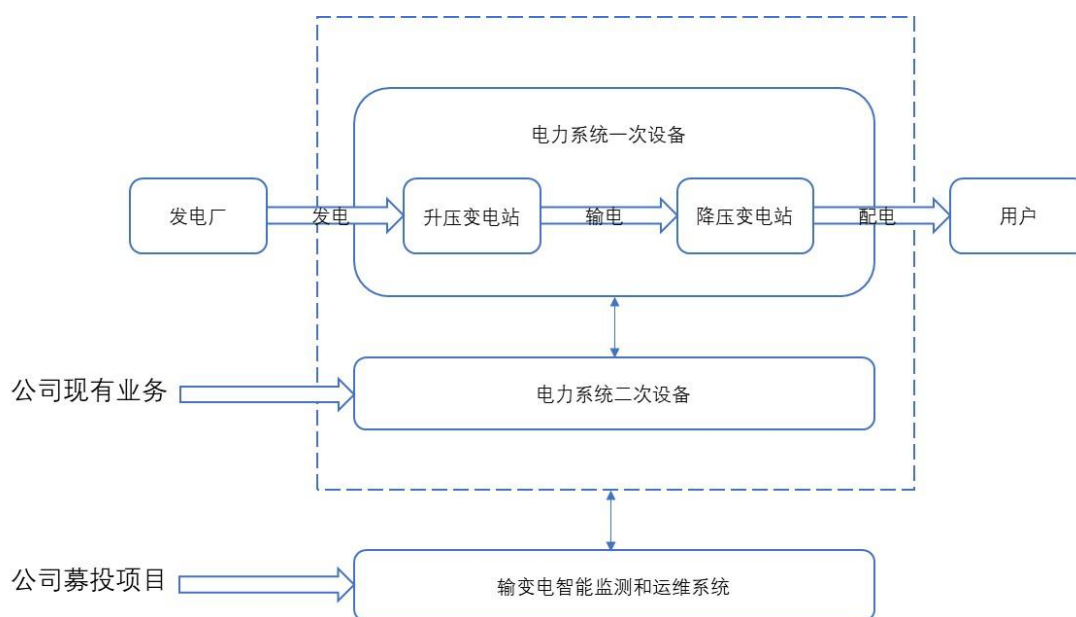 电力系统一次设备
发电厂
发电
升压变电站
输电
降压变电站
配电
用户
公司现有业务
电力系统二次设备
公司募投项目
输变电智能监测和运维系统